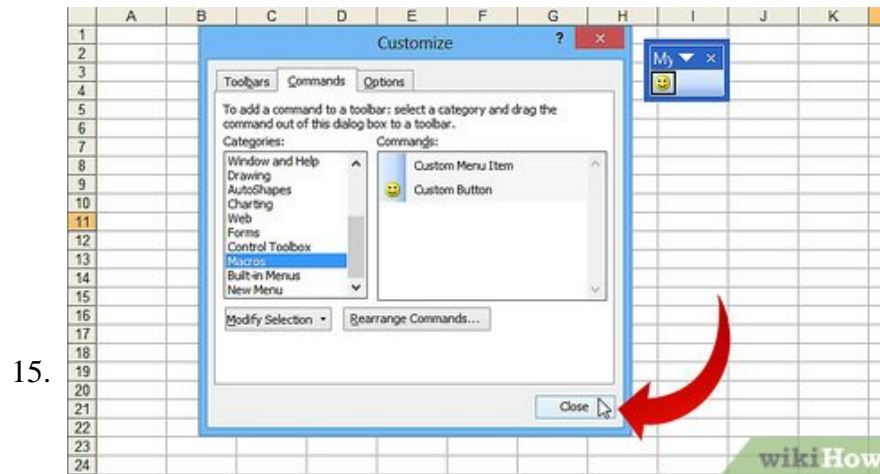 A B C D E F G H I J K
1
2
3
4
5
6
7
8
9
10
11
12
13
14
15
16
17
18
19
20
21
22
23
24
Customize ? ×
My ▼ ×
Toolbars Commands Options
To add a command to a toolbar: select a category and drag the
command out of this dialog box to a toolbar.
Categories: Commands:
Window and Help
Drawing
AutoShapes
Charting
Web
Forms
Control Toolbox
Macros
Built-in Menus
New Menu
Custom Menu Item
Custom Button
Modify Selection Rearrange Commands...
15.
Close
wikiHow